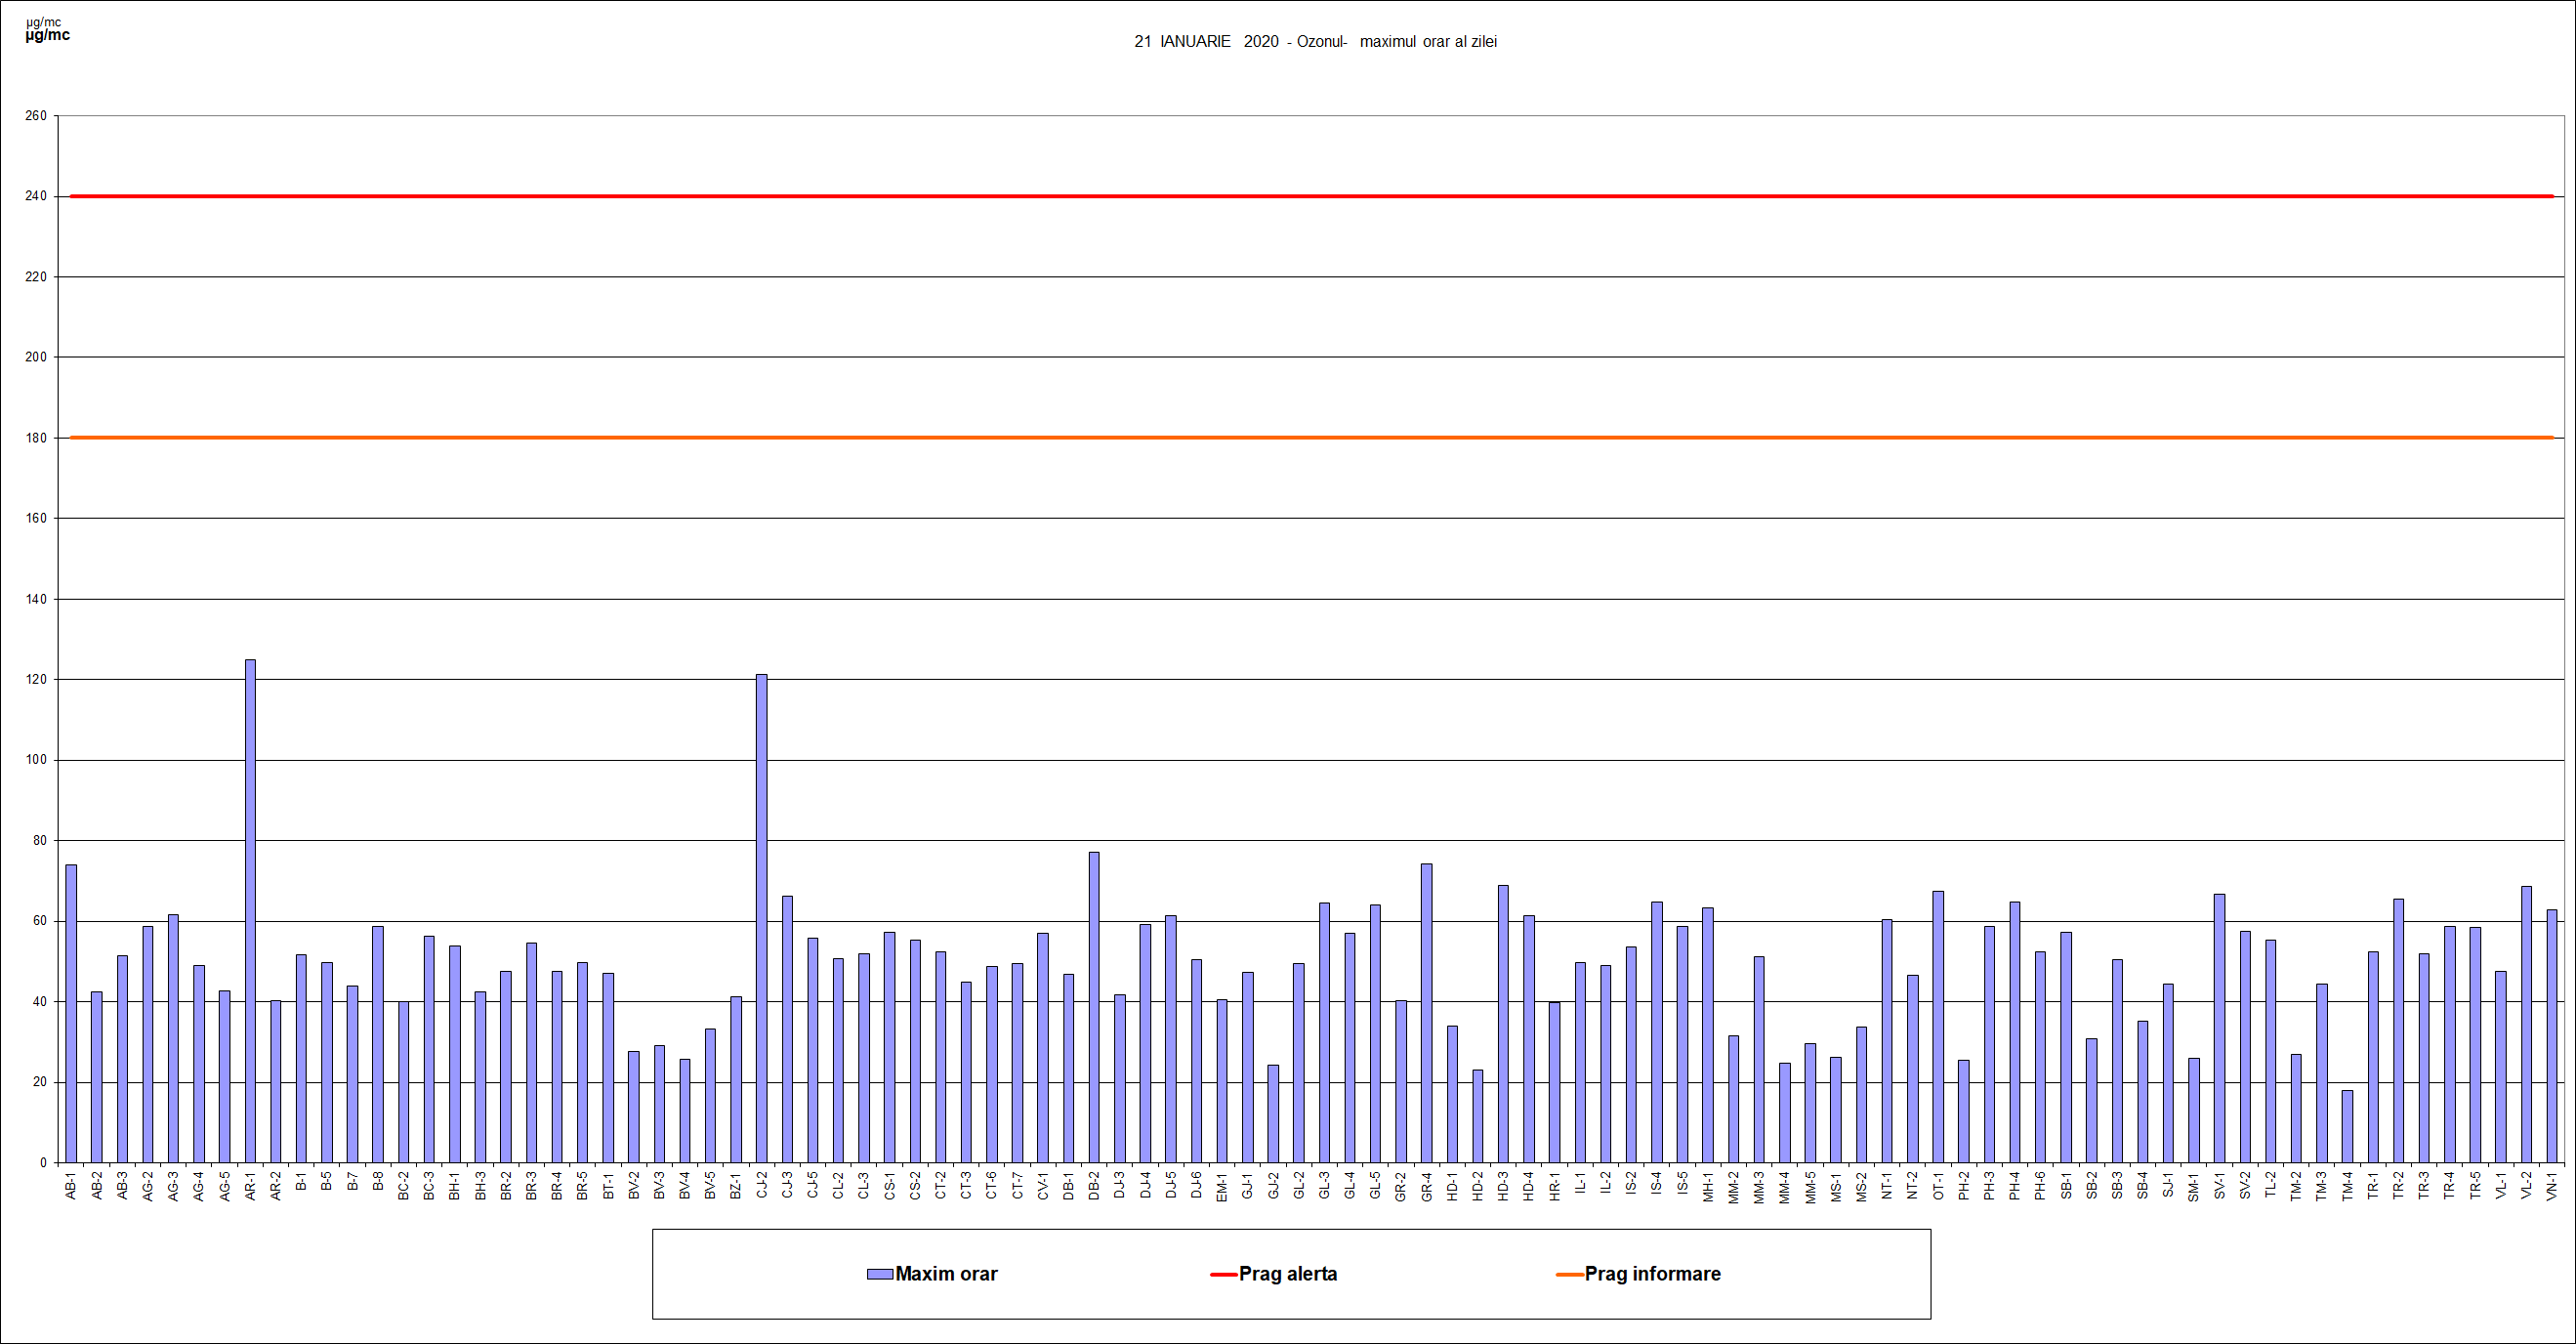 µg/mc
µg/mc
21 IANUARIE 2020 - Ozonul- maximul orar al zilei
260
240
220
200
180
160
140
120
100
80
60
40
20
0
AB-1 AB-2 AB-3 AG-2 AG-3 AG-4 AG-5 AR-1 AR-2 B-1 B-5 B-7 B-8 BC-2 BC-3 BH-1 BH-3 BR-2 BR-3 BR-4 BR-5 BT-1 BV-2 BV-3 BV-4 BV-5 BZ-1 CJ-2 CJ-3 CJ-5 CL-2 CL-3 CS-1 CS-2 CT-2 CT-3 CT-6 CT-7 CV-1 DB-1 DB-2 DJ-3 DJ-4 DJ-5 DJ-6 EM-1 GJ-1 GJ-2 GL-2 GL-3 GL-4 GL-5 GR-2 GR-4 HD-1 HD-2 HD-3 HD-4 HR-1 IL-1 IL-2 IS-2 IS-4 IS-5 MH-1 MM-2 MM-3 MM-4 MM-5 MS-1 MS-2 NT-1 NT-2 OT-1 PH-2 PH-3 PH-4 PH-6 SB-1 SB-2 SB-3 SB-4 SJ-1 SM-1 SV-1 SV-2 TL-2 TM-2 TM-3 TM-4 TR-1 TR-2 TR-3 TR-4 TR-5 VL-1 VL-2 VN-1
Maxim orar Prag alerta Prag informare